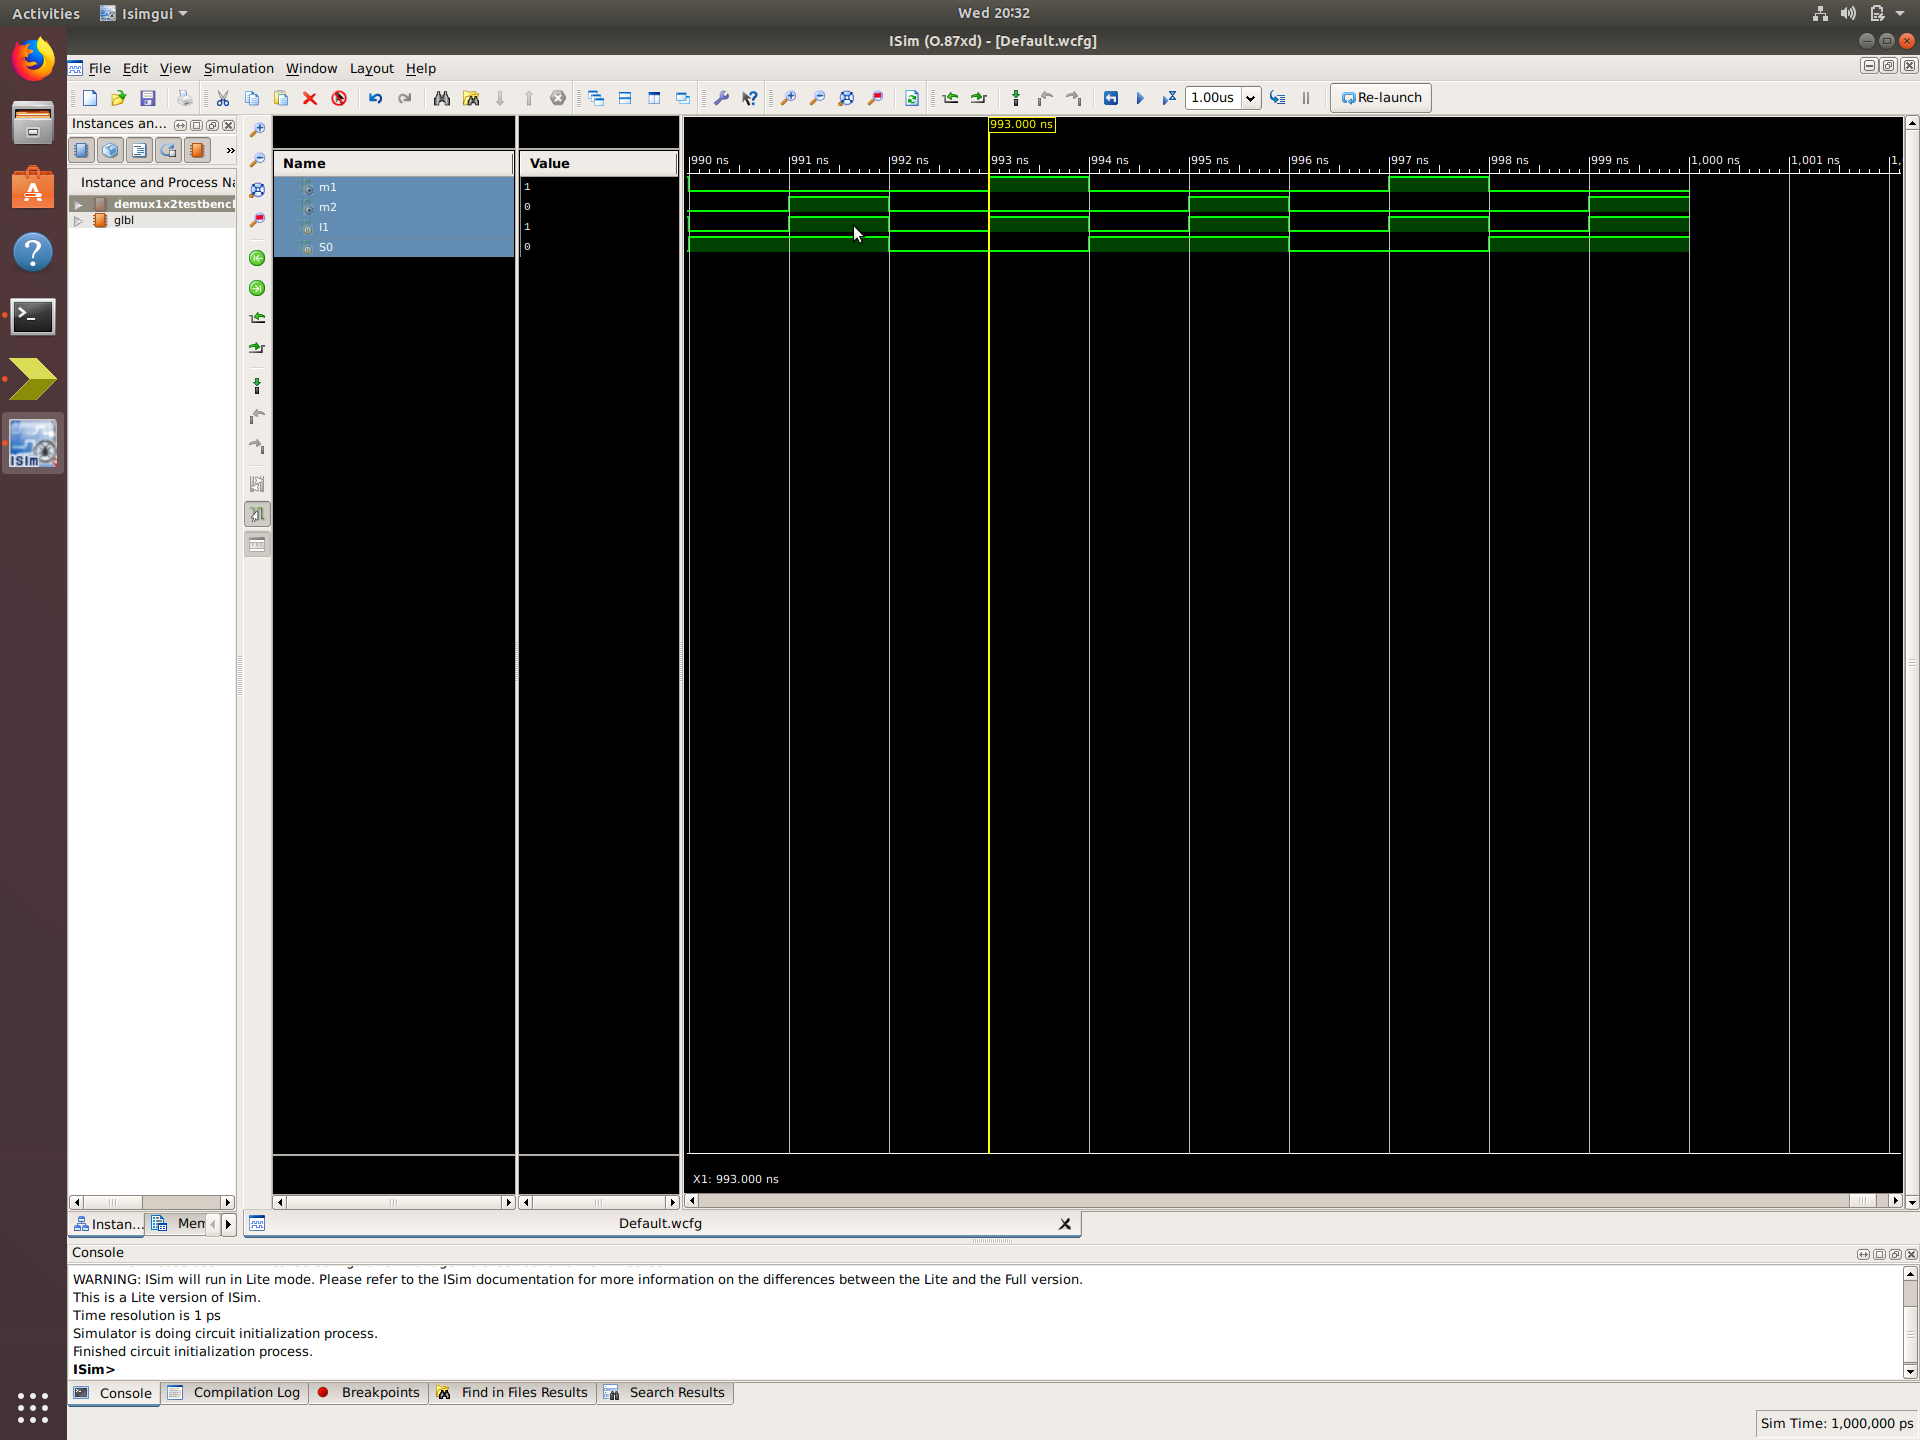 Activities
Isimgui
Wed 20:32
ISim (O.87xd) - [Default.wcfg]
File Edit View Simulation Window Layout Help
1.00us
Re-launch
Instances an...
»
Instance and Process Na
demux1x2testbencl
glbl
Name
Value
m1 1
m2 0
I1 1
S0 0
993.000 ns
990 ns 991 ns 992 ns 993 ns 994 ns 995 ns 996 ns 997 ns 998 ns 999 ns 1,000 ns 1,001 ns 1,
X1: 993.000 ns
Instan...
Mem
Default.wcfg
Console
WARNING: ISim will run in Lite mode. Please refer to the ISim documentation for more information on the differences between the Lite and the Full version.
This is a Lite version of ISim.
Time resolution is 1 ps
Simulator is doing circuit initialization process.
Finished circuit initialization process.
ISim>
Console
Compilation Log
Breakpoints
Find in Files Results
Search Results
Sim Time: 1,000,000 ps
ISim